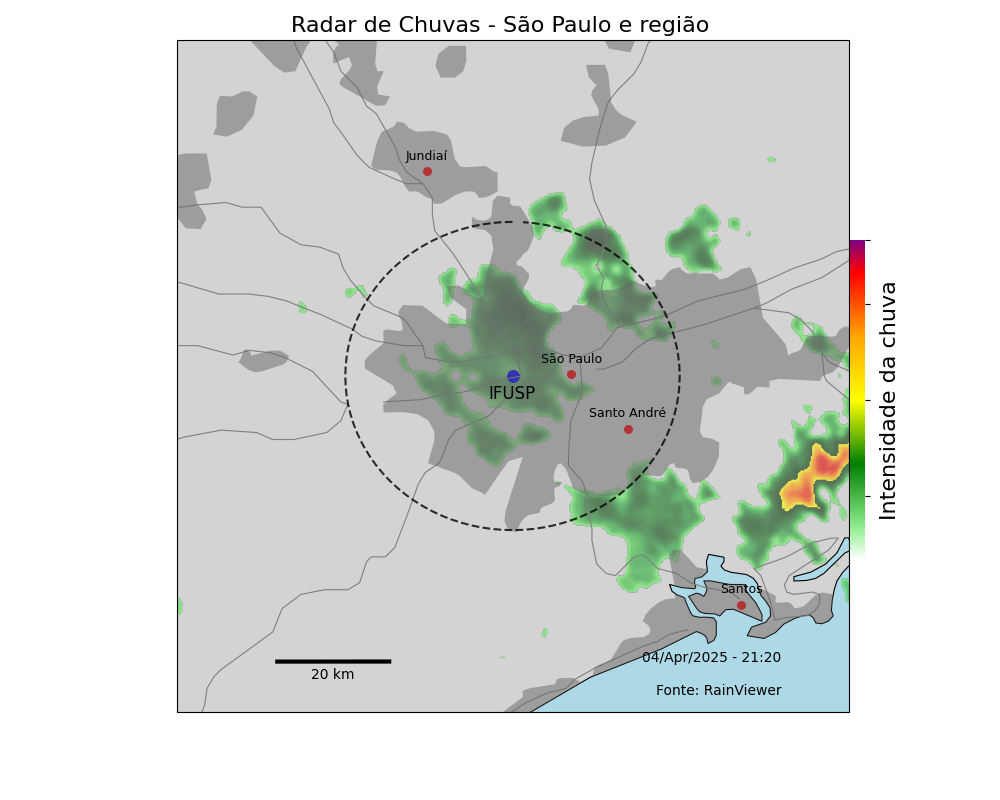 Radar de Chuvas - São Paulo e região
Jundiaí
São Paulo
IFUSP
Santo André
Intensidade da chuva
Santos
04/Apr/2025 - 21:20
20 km
Fonte: RainViewer